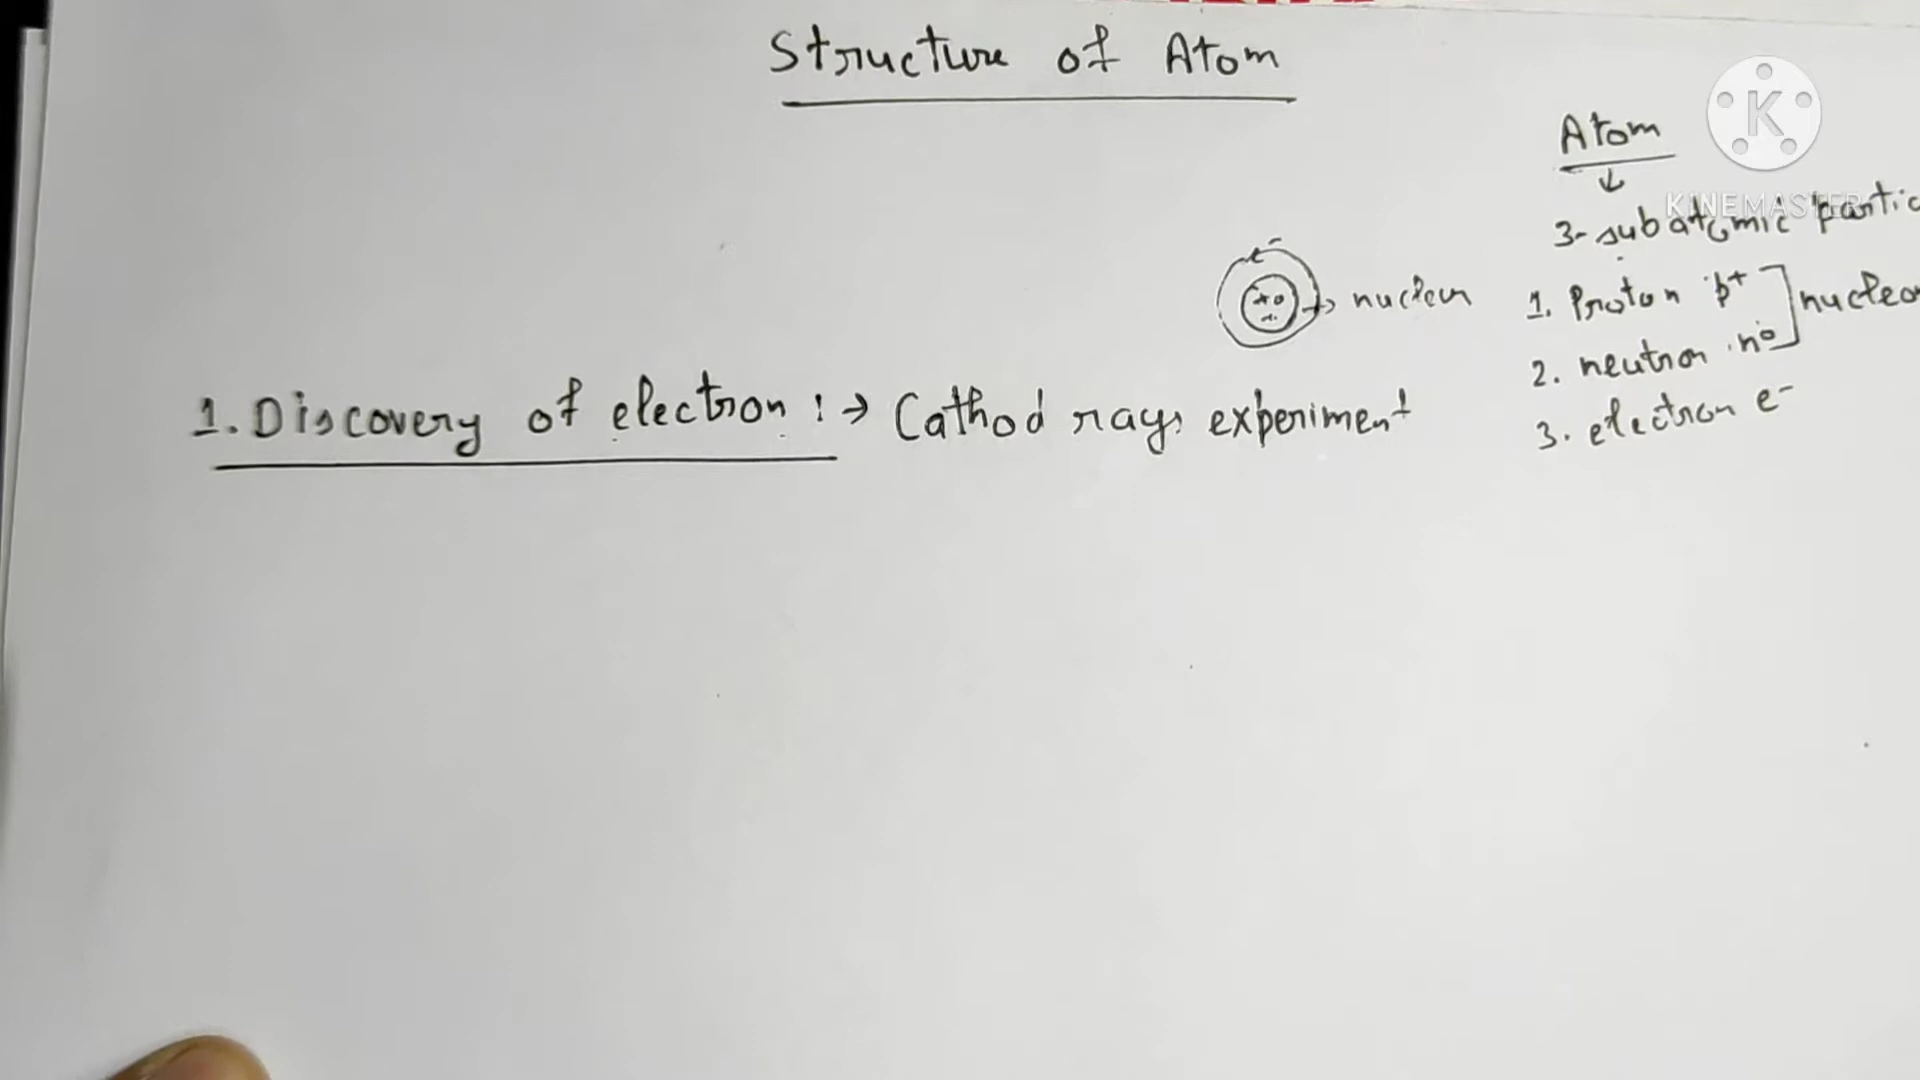 Structure of Atom
Atom
↓
KINEMASTER
3- subatomic partic
e-
→ nucleus
1. Proton p+
2. neutron n0
] nucleo
3. electron e-
1. Discovery of electron : → Cathod rays experiment